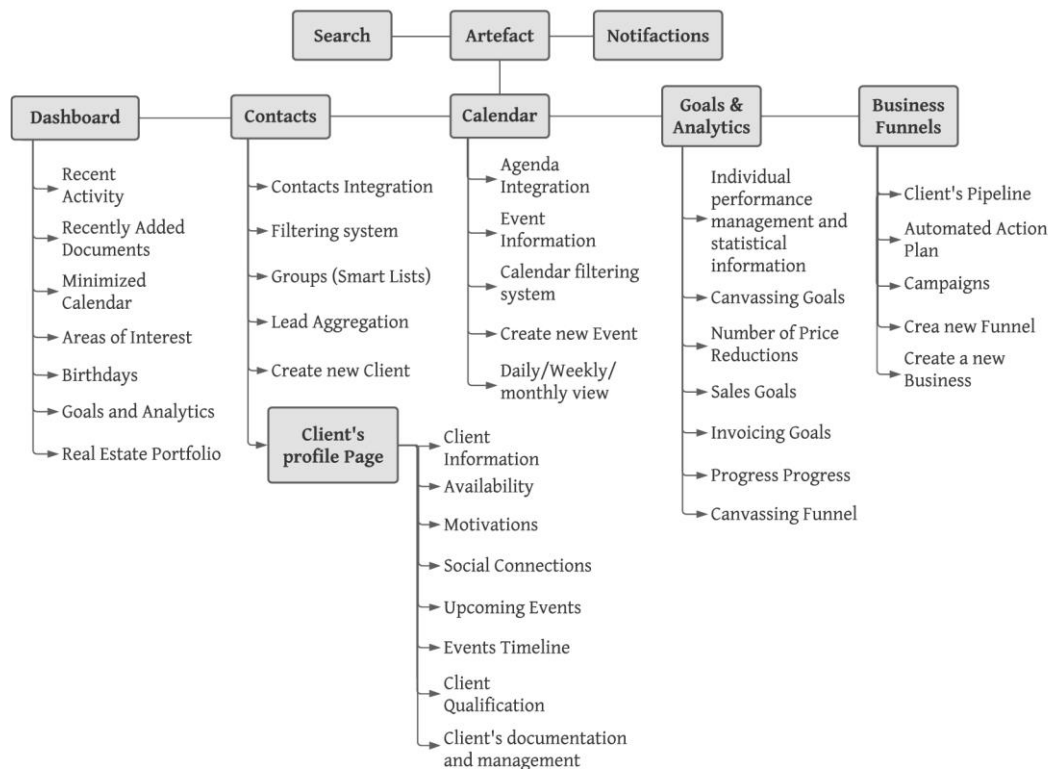 Search
Artefact
Notifactions
Dashboard
Contacts
Calendar
Goals &
Analytics
Business
Funnels
Recent
Activity
Recently Added
Documents
Minimized
Calendar
Areas of Interest
Birthdays
Goals and Analytics
Real Estate Portfolio
Contacts Integration
Filtering system
Groups (Smart Lists)
Lead Aggregation
Create new Client
Client's
profile Page
Client
Information
Availability
Motivations
Social Connections
Upcoming Events
Events Timeline
Client
Qualification
Client's documentation
and management
Agenda
Integration
Event
Information
Calendar filtering
system
Create new Event
Daily/Weekly/
monthly view
Individual
performance
management and
statistical
information
Canvassing Goals
Number of Price
Reductions
Sales Goals
Invoicing Goals
Progress Progress
Canvassing Funnel
Client's Pipeline
Automated Action
Plan
Campaigns
Crea new Funnel
Create a new
Business